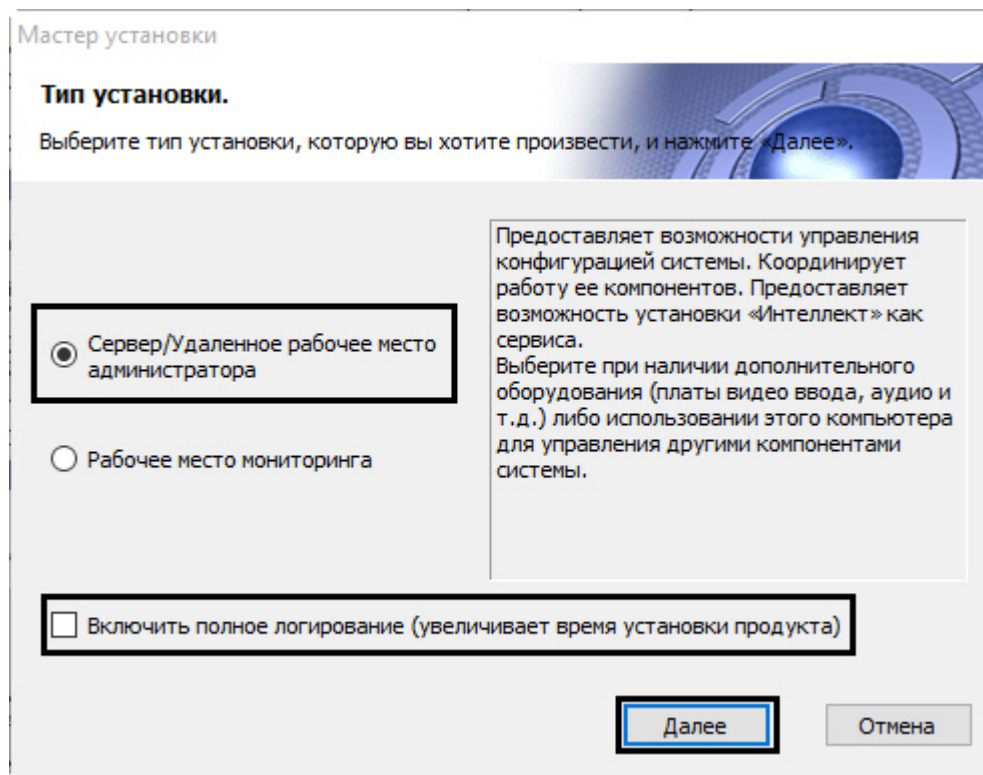 Мастер установки
Тип установки.
Выберите тип установки, которую вы хотите произвести, и нажмите «Далее».
Сервер/Удаленное рабочее место
администратора
Рабочее место мониторинга
Предоставляет возможности управления
конфигурацией системы. Координирует
работу ее компонентов. Предоставляет
возможность установки «Интеллект» как
сервиса.
Выберите при наличии дополнительного
оборудования (платы видео ввода, аудио и
т.д.) либо использовании этого компьютера
для управления другими компонентами
системы.
Включить полное логирование (увеличивает время установки продукта)
Далее
Отмена